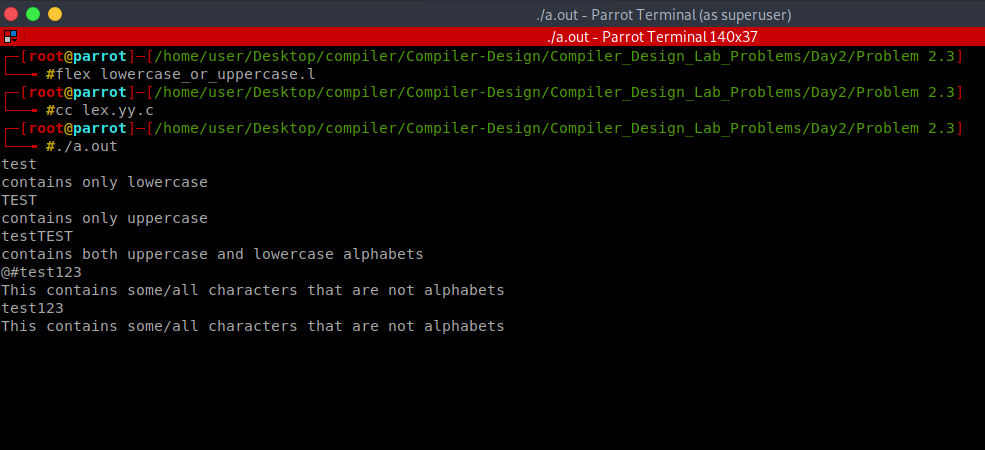 ./a.out - Parrot Terminal (as superuser)
./a.out - Parrot Terminal 140x37
┌─[root@parrot]─[/home/user/Desktop/compiler/Compiler-Design/Compiler_Design_Lab_Problems/Day2/Problem 2.3]
└──╼ #flex lowercase_or_uppercase.l
┌─[root@parrot]─[/home/user/Desktop/compiler/Compiler-Design/Compiler_Design_Lab_Problems/Day2/Problem 2.3]
└──╼ #cc lex.yy.c
┌─[root@parrot]─[/home/user/Desktop/compiler/Compiler-Design/Compiler_Design_Lab_Problems/Day2/Problem 2.3]
└──╼ #./a.out
test
contains only lowercase
TEST
contains only uppercase
testTEST
contains both uppercase and lowercase alphabets
@#test123
This contains some/all characters that are not alphabets
test123
This contains some/all characters that are not alphabets